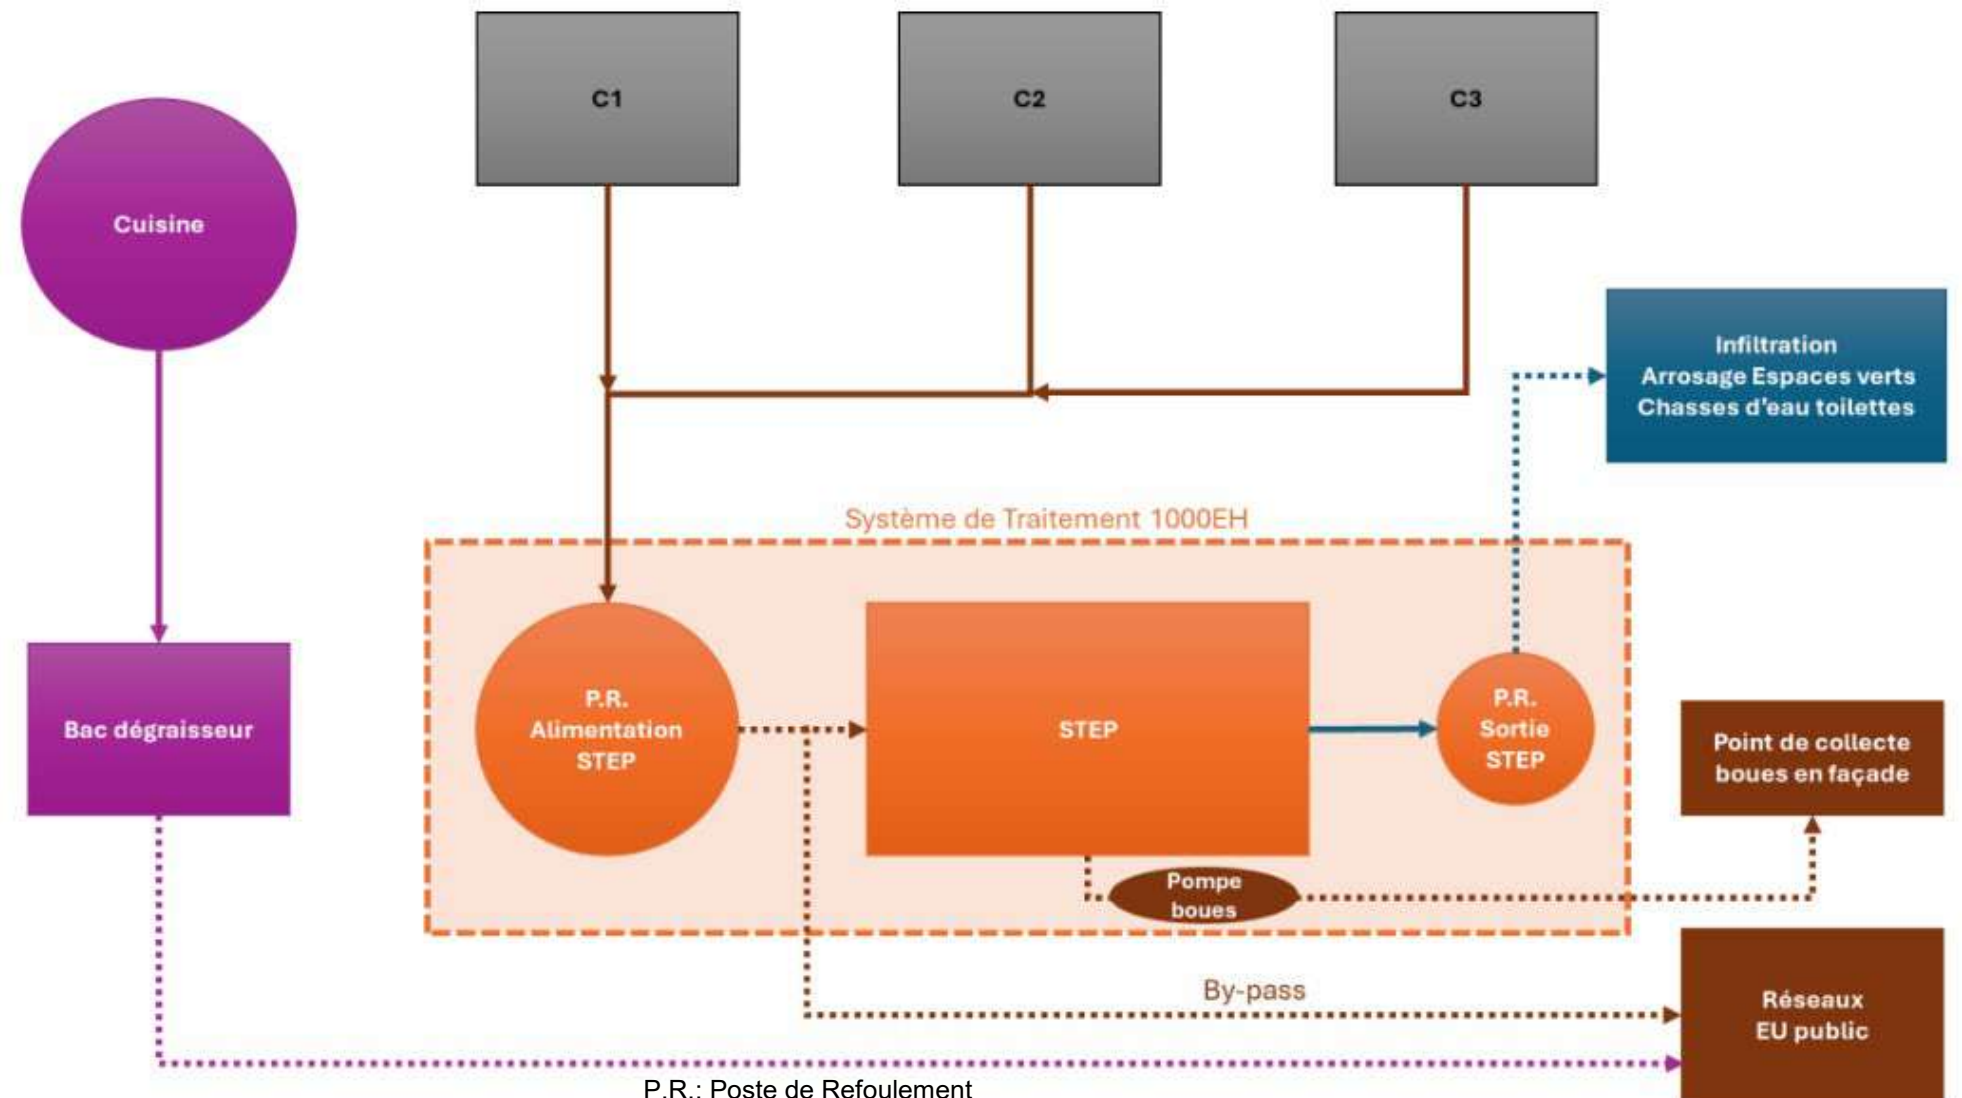 C1
C2
C3
Cuisine
Infiltration
Arrosage Espaces verts
Chasses d'eau toilettes
Système de Traitement 1000EH
Bac dégraisseur
P.R.
Alimentation
STEP
STEP
P.R.
Sortie
STEP
Point de collecte
boues en façade
Pompe
boues
By-pass
Réseaux
EU public
P.R.: Poste de Refoulement